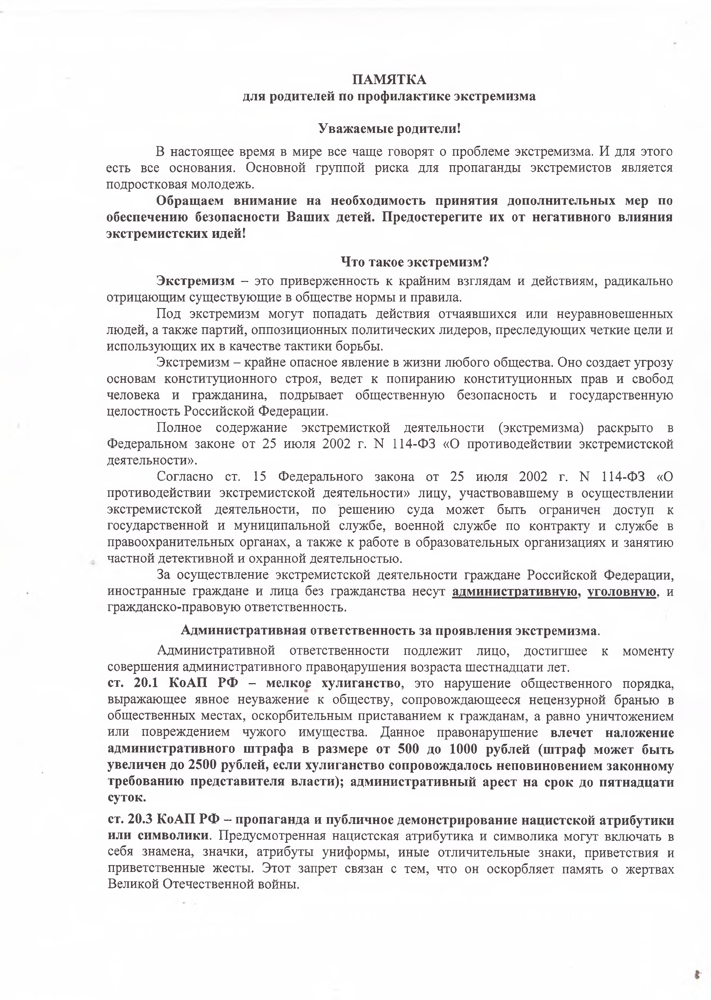 ПАМЯТКА
для родителей по профилактике экстремизма
Уважаемые родители!
В настоящее время в мире все чаще говорят о проблеме экстремизма. И для этого
есть все основания. Основной группой риска для пропаганды экстремистов является
подростковая молодежь.
Обращаем внимание на необходимость принятия дополнительных мер по
обеспечению безопасности Ваших детей. Предостерегите их от негативного влияния
экстремистских идей!
Что такое экстремизм?
Экстремизм – это приверженность к крайним взглядам и действиям, радикально
отрицающим существующие в обществе нормы и правила.
Под экстремизм могут попадать действия отчаявшихся или неуравновешенных
людей, а также партий, оппозиционных политических лидеров, преследующих четкие цели и
использующих их в качестве тактики борьбы.
Экстремизм – крайне опасное явление в жизни любого общества. Оно создает угрозу
основам конституционного строя, ведет к попиранию конституционных прав и свобод
человека и гражданина, подрывает общественную безопасность и государственную
целостность Российской Федерации.
Полное содержание экстремисткой деятельности (экстремизма) раскрыто в
Федеральном законе от 25 июля 2002 г. N 114-ФЗ «О противодействии экстремистской
деятельности».
Согласно ст. 15 Федерального закона от 25 июля 2002 г. N 114-ФЗ «О
противодействии экстремистской деятельности» лицу, участвовавшему в осуществлении
экстремистской деятельности, по решению суда может быть ограничен доступ к
государственной и муниципальной службе, военной службе по контракту и службе в
правоохранительных органах, а также к работе в образовательных организациях и занятию
частной детективной и охранной деятельностью.
За осуществление экстремистской деятельности граждане Российской Федерации,
иностранные граждане и лица без гражданства несут административную, уголовную, и
гражданско-правовую ответственность.
Административная ответственность за проявления экстремизма.
Административной ответственности подлежит лицо, достигшее к моменту
совершения административного правонарушения возраста шестнадцати лет.
ст. 20.1 КоАП РФ – мелкое хулиганство, это нарушение общественного порядка,
выражающее явное неуважение к обществу, сопровождающееся нецензурной бранью в
общественных местах, оскорбительным приставанием к гражданам, а равно уничтожением
или повреждением чужого имущества. Данное правонарушение влечет наложение
административного штрафа в размере от 500 до 1000 рублей (штраф может быть
увеличен до 2500 рублей, если хулиганство сопровождалось неповиновением законному
требованию представителя власти); административный арест на срок до пятнадцати
суток.
ст. 20.3 КоАП РФ – пропаганда и публичное демонстрирование нацистской атрибутики
или символики. Предусмотренная нацистская атрибутика и символика могут включать в
себя знамена, значки, атрибуты униформы, иные отличительные знаки, приветствия и
приветственные жесты. Этот запрет связан с тем, что он оскорбляет память о жертвах
Великой Отечественной войны.